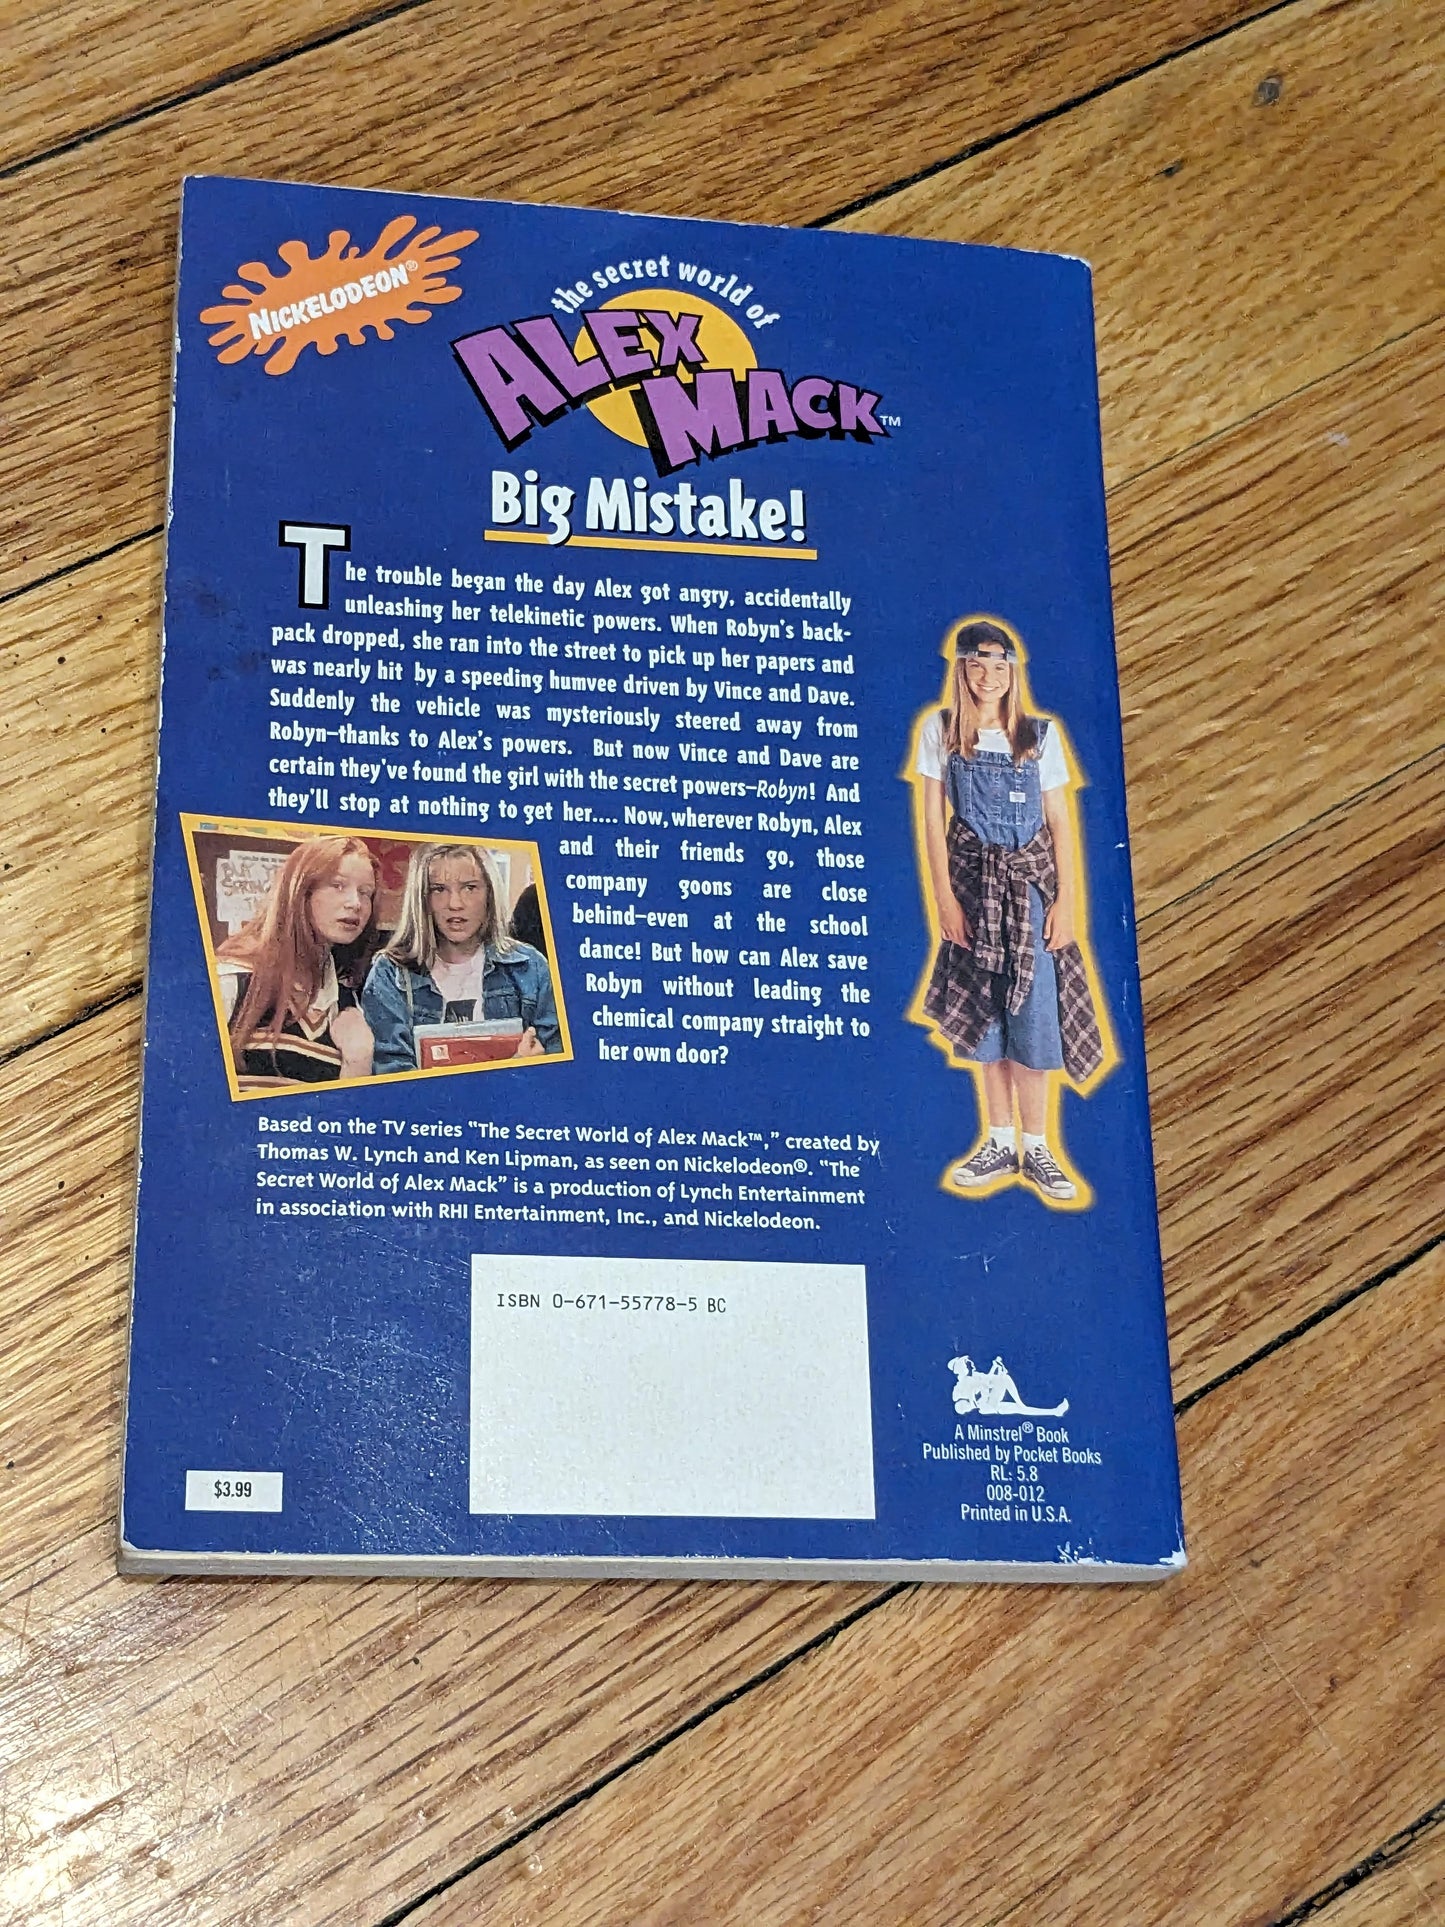 NICKELODEON®
the secret world of
ALEX
MACK™
Big Mistake!
The trouble began the day Alex got angry, accidentally
unleashing her telekinetic powers. When Robyn's back-
pack dropped, she ran into the street to pick up her papers and
was nearly hit by a speeding humvee driven by Vince and Dave.
Suddenly the vehicle was mysteriously steered away from
Robyn—thanks to Alex's powers. But now Vince and Dave are
certain they've found the girl with the secret powers—Robyn! And
they'll stop at nothing to get her.... Now, wherever Robyn, Alex
and their friends go, those
company goons are close
behind—even at the school
dance! But how can Alex save
Robyn without leading the
chemical company straight to
her own door?
Based on the TV series "The Secret World of Alex Mack™," created by
Thomas W. Lynch and Ken Lipman, as seen on Nickelodeon®. "The
Secret World of Alex Mack" is a production of Lynch Entertainment
in association with RHI Entertainment, Inc., and Nickelodeon.
ISBN 0-671-55778-5 BC
$3.99
A Minstrel® Book
Published by Pocket Books
RL: 5.8
008-012
Printed in U.S.A.